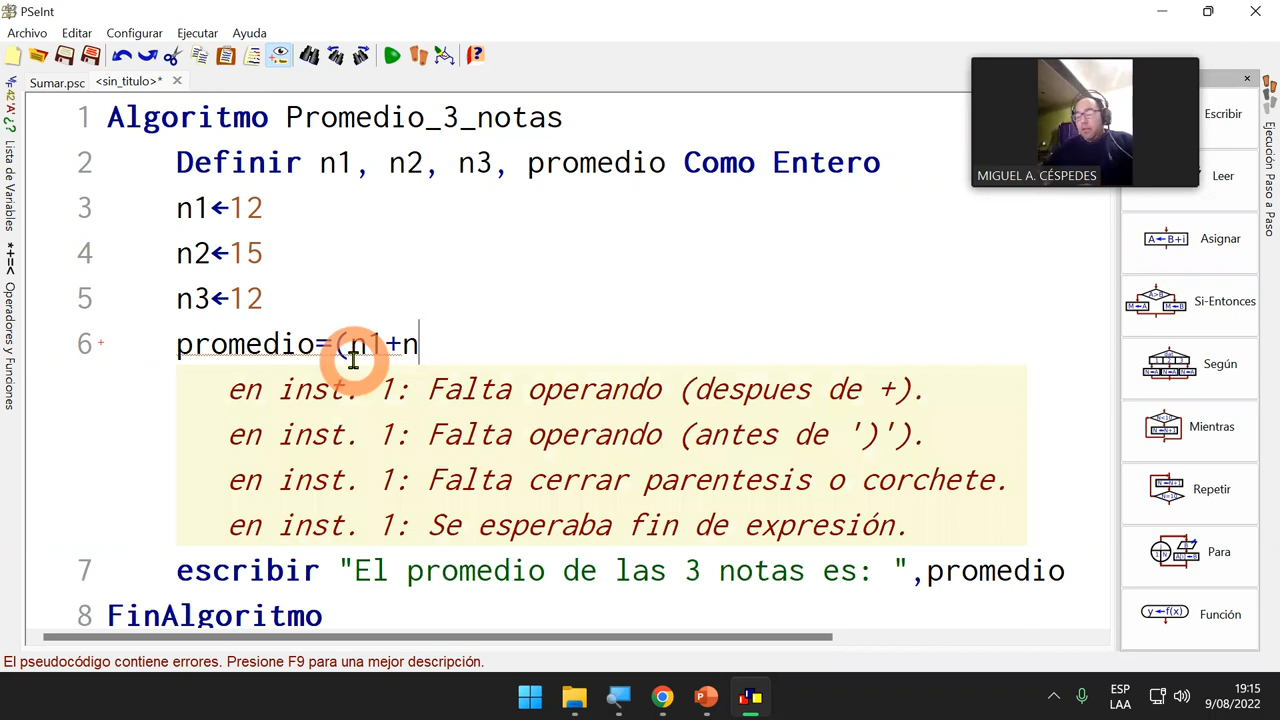 PSeInt
Archivo Editar Configurar Ejecutar Ayuda
Sumar.psc <sin_titulo>*
1 Algoritmo Promedio_3_notas
2 Definir n1, n2, n3, promedio Como Entero
3 n1←12
4 n2←15
5 n3←12
6 promedio=(n1+n
en inst. 1: Falta operando (despues de +).
en inst. 1: Falta operando (antes de ')').
en inst. 1: Falta cerrar parentesis o corchete.
en inst. 1: Se esperaba fin de expresión.
7 escribir "El promedio de las 3 notas es: ",promedio
8 FinAlgoritmo
Lista de Variables
*+=< Operadores y Funciones
MIGUEL A. CÉSPEDES
Escribir
Leer
A←B+i Asignar
A>B Si-Entonces
Según
Mientras
Repetir
Para
y←f(x) Función
Ejecución Paso a Paso
El pseudocódigo contiene errores. Presione F9 para una mejor descripción.
ESP
LAA
19:15
9/08/2022